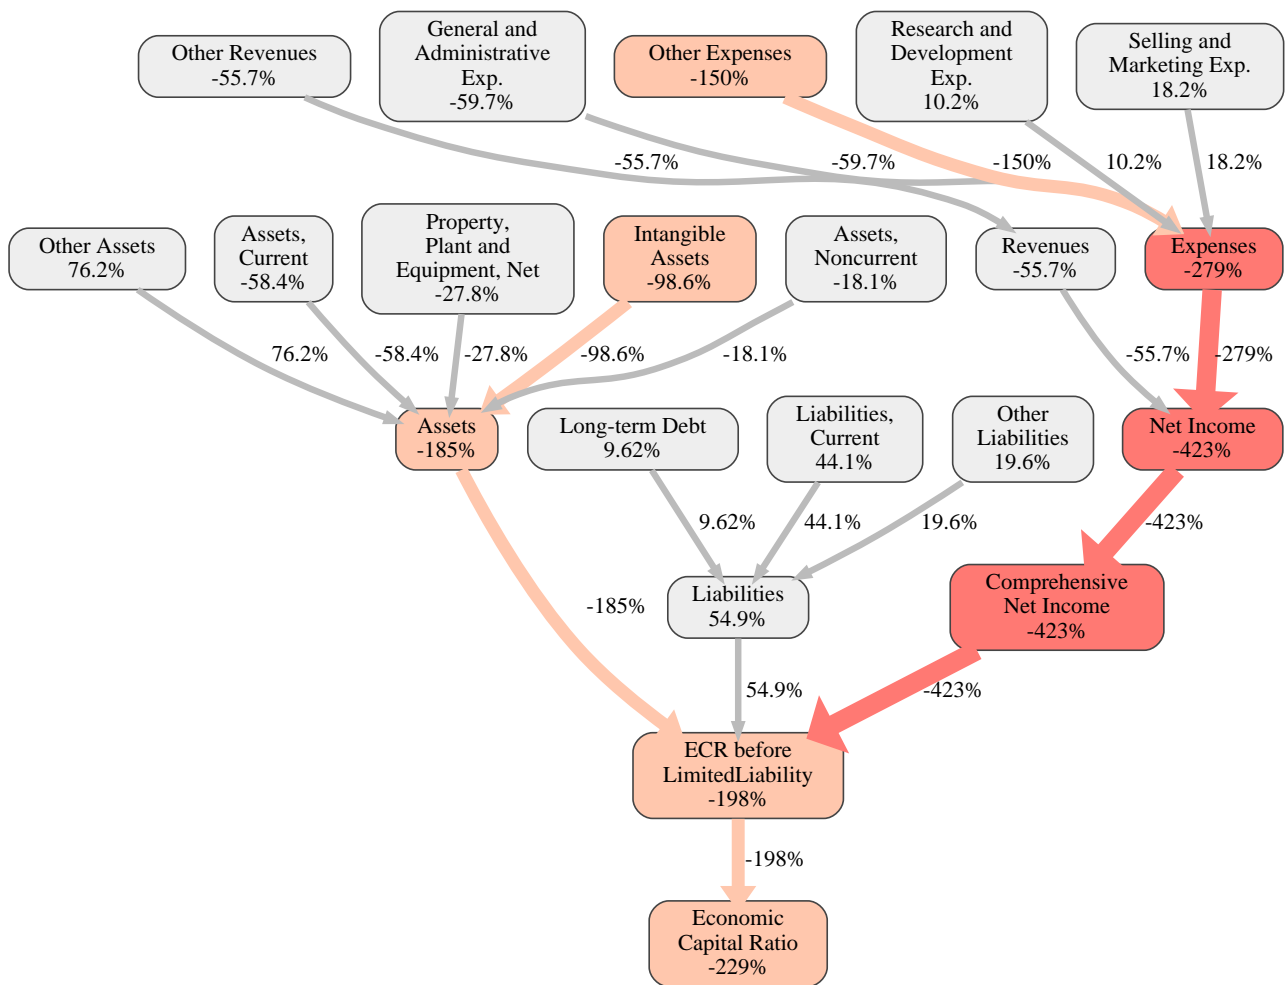 Other Revenues
-55.7%
General and
Administrative
Exp.
-59.7%
Other Expenses
-150%
Research and
Development
Exp.
10.2%
Selling and
Marketing Exp.
18.2%
-55.7%
-59.7%
-150%
10.2%
18.2%
Other Assets
76.2%
Assets,
Current
-58.4%
Property,
Plant and
Equipment, Net
-27.8%
Intangible
Assets
-98.6%
Assets,
Noncurrent
-18.1%
Revenues
-55.7%
Expenses
-279%
76.2%
-58.4%
-27.8%
-98.6%
-18.1%
-55.7%
-279%
Assets
-185%
Long-term Debt
9.62%
Liabilities,
Current
44.1%
Other
Liabilities
19.6%
Net Income
-423%
9.62%
44.1%
19.6%
-423%
-185%
Liabilities
54.9%
Comprehensive
Net Income
-423%
54.9%
-423%
ECR before
LimitedLiability
-198%
-198%
Economic
Capital Ratio
-229%